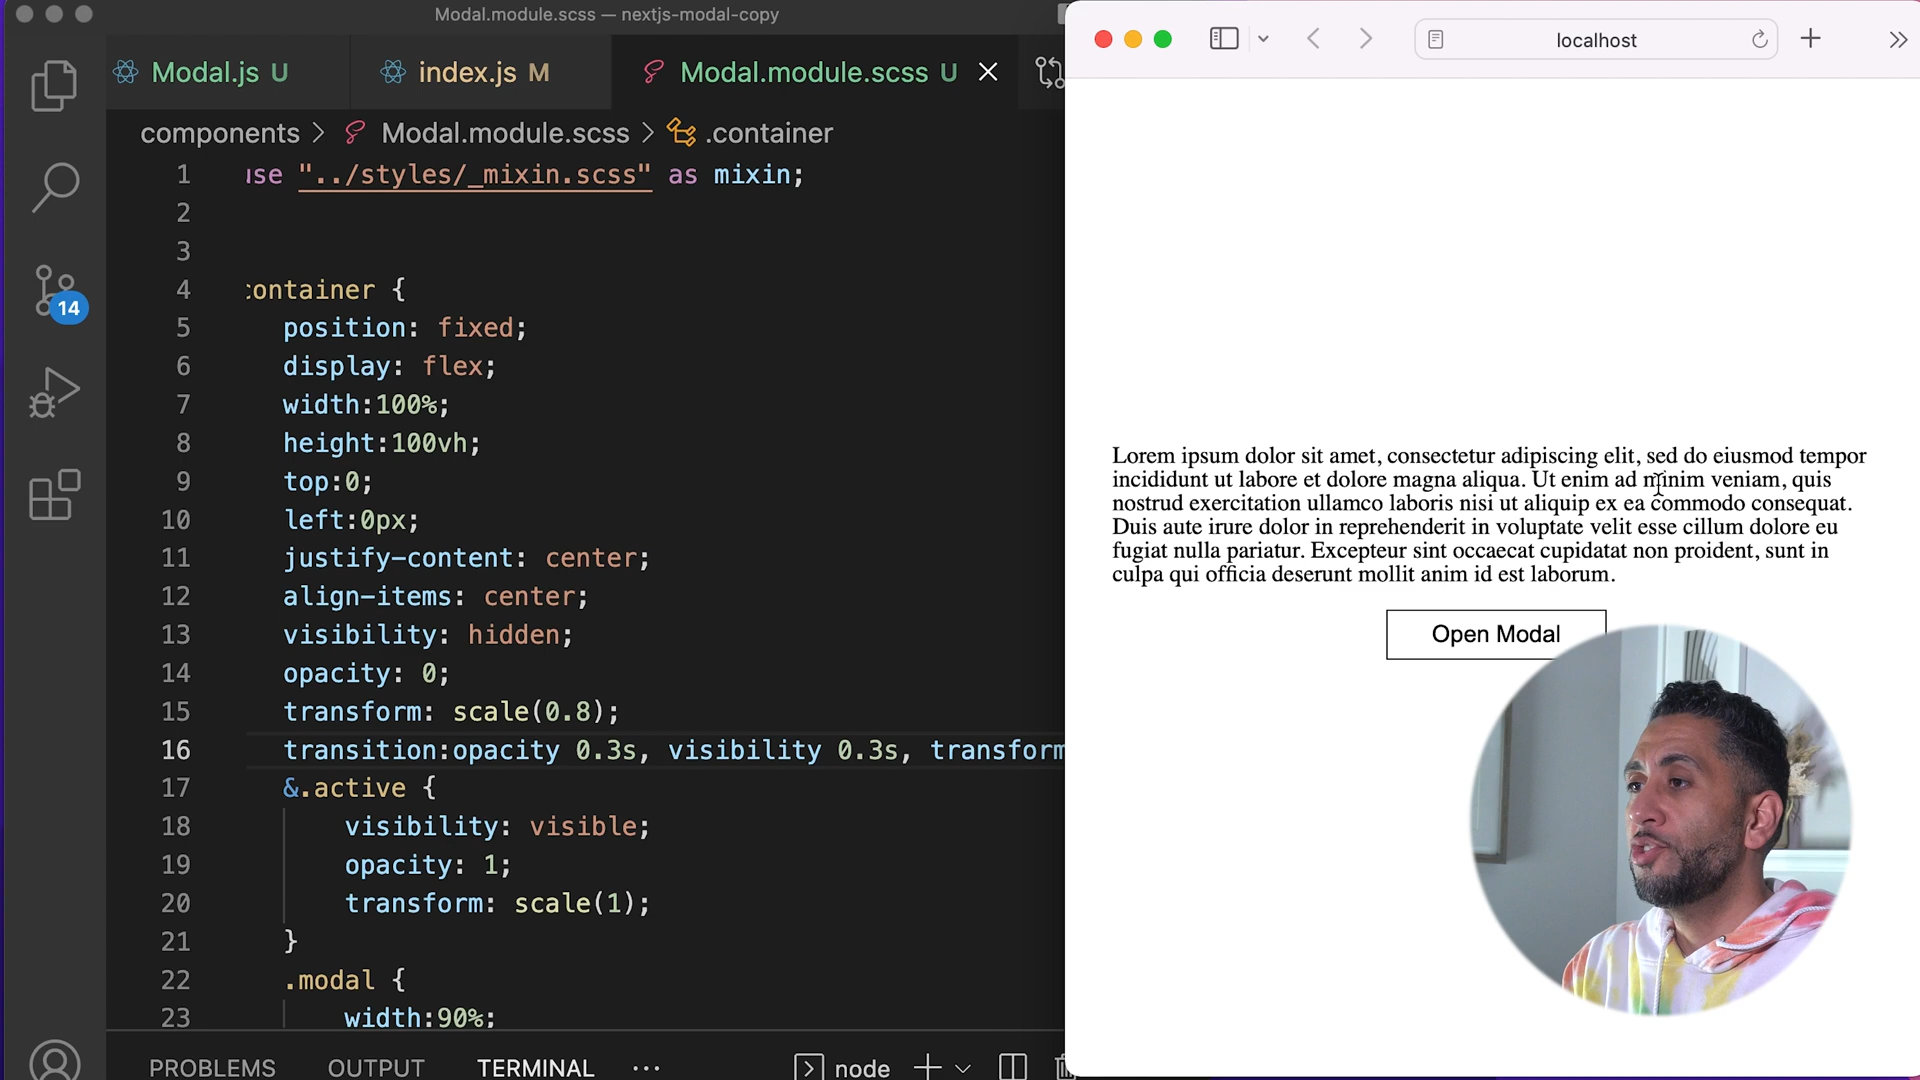 Modal.module.scss — nextjs-modal-copy
Modal.js U
index.js M
Modal.module.scss U
components > Modal.module.scss > .container
1 use "../styles/_mixin.scss" as mixin;
2
3
4 container {
5 position: fixed;
6 display: flex;
7 width:100%;
8 height:100vh;
9 top:0;
10 left:0px;
11 justify-content: center;
12 align-items: center;
13 visibility: hidden;
14 opacity: 0;
15 transform: scale(0.8);
16 transition:opacity 0.3s, visibility 0.3s, transform
17 &.active {
18 visibility: visible;
19 opacity: 1;
20 transform: scale(1);
21 }
22 .modal {
23 width:90%;
14
PROBLEMS OUTPUT TERMINAL ··· node
localhost
Lorem ipsum dolor sit amet, consectetur adipiscing elit, sed do eiusmod tempor
incididunt ut labore et dolore magna aliqua. Ut enim ad minim veniam, quis
nostrud exercitation ullamco laboris nisi ut aliquip ex ea commodo consequat.
Duis aute irure dolor in reprehenderit in voluptate velit esse cillum dolore eu
fugiat nulla pariatur. Excepteur sint occaecat cupidatat non proident, sunt in
culpa qui officia deserunt mollit anim id est laborum.
Open Modal